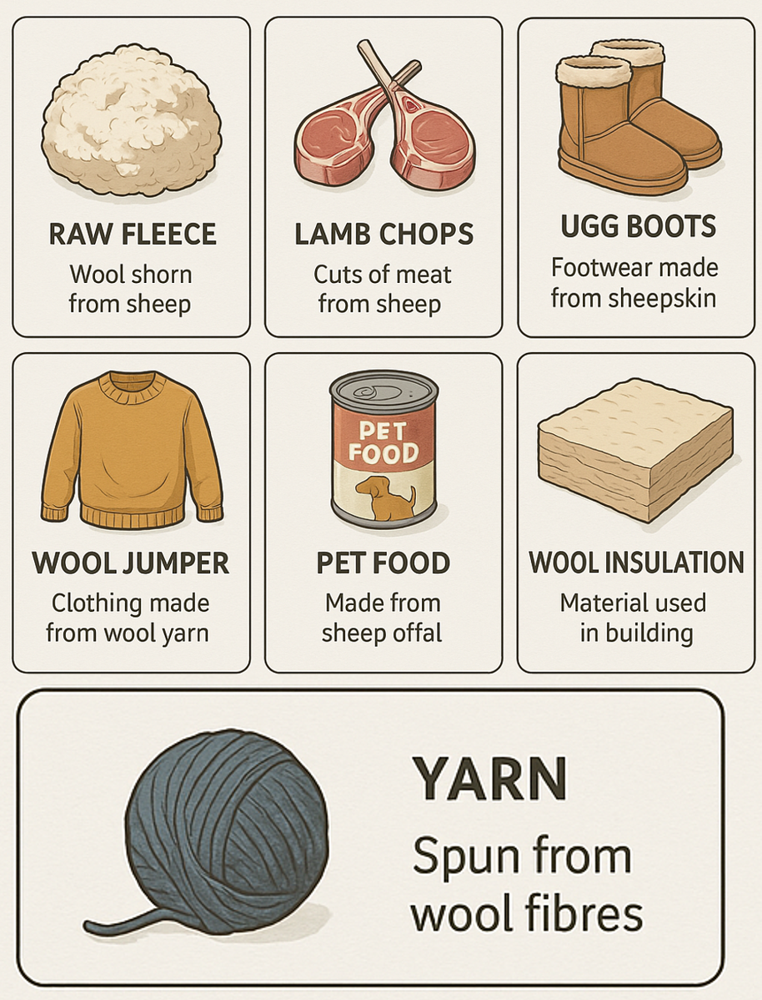 RAW FLEECE
Wool shorn
from sheep
LAMB CHOPS
Cuts of meat
from sheep
UGG BOOTS
Footwear made
from sheepskin
WOOL JUMPER
Clothing made
from wool yarn
PET
FOOD
PET FOOD
Made from
sheep offal
WOOL INSULATION
Material used
in building
YARN
Spun from
wool fibres